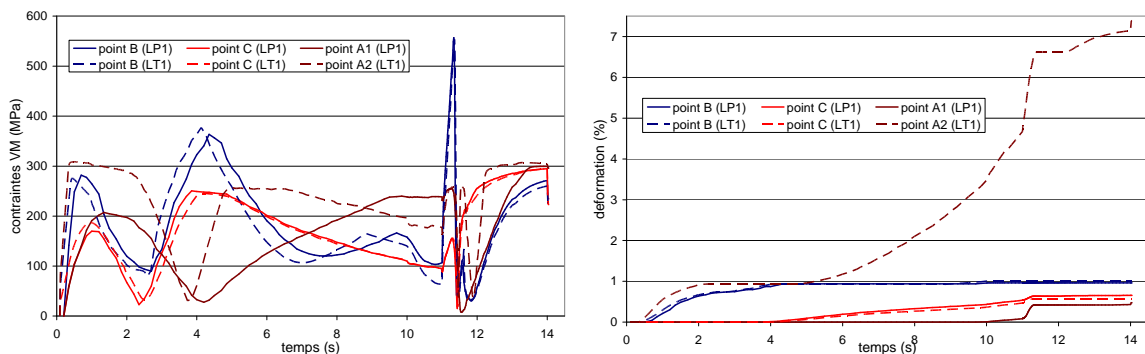 600
500
400
300
200
100
0
contraintes VM (MPa)
point B (LP1) point C (LP1) point A1 (LP1)
point B (LT1) point C (LT1) point A2 (LT1)
0 2 4 6 8 10 12 14
temps (s)
7
6
5
4
3
2
1
0
deformation (%)
point B (LP1) point C (LP1) point A1 (LP1)
point B (LT1) point C (LT1) point A2 (LT1)
0 2 4 6 8 10 12 14
temps (s)